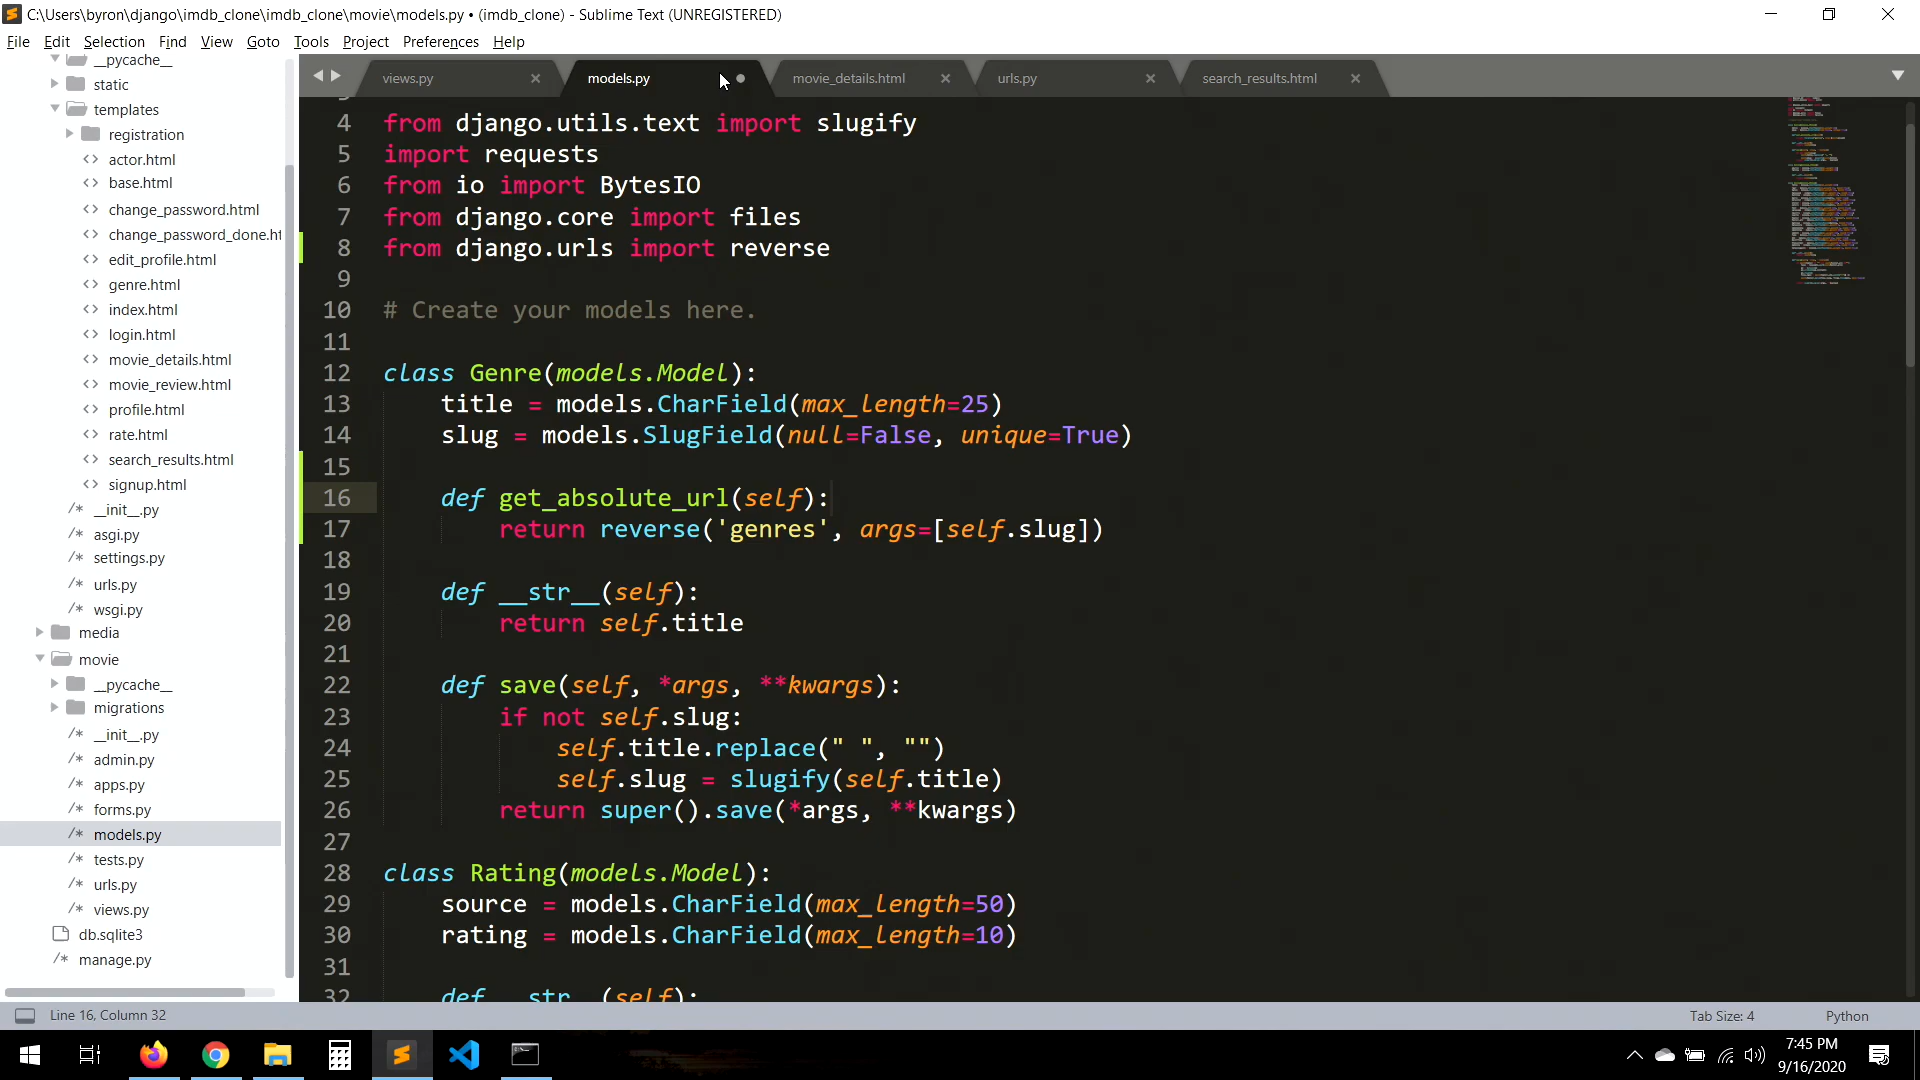 C:\Users\byron\django\imdb_clone\imdb_clone\movie\models.py • (imdb_clone) - Sublime Text (UNREGISTERED)
File Edit Selection Find View Goto Tools Project Preferences Help
views.py models.py movie_details.html urls.py search_results.html
__pycache__
static
templates
registration
actor.html
base.html
change_password.html
change_password_done.ht
edit_profile.html
genre.html
index.html
login.html
movie_details.html
movie_review.html
profile.html
rate.html
search_results.html
signup.html
__init__.py
asgi.py
settings.py
urls.py
wsgi.py
media
movie
__pycache__
migrations
__init__.py
admin.py
apps.py
forms.py
models.py
tests.py
urls.py
views.py
db.sqlite3
manage.py
4 from django.utils.text import slugify
5 import requests
6 from io import BytesIO
7 from django.core import files
8 from django.urls import reverse
9
10 # Create your models here.
11
12 class Genre(models.Model):
13 title = models.CharField(max_length=25)
14 slug = models.SlugField(null=False, unique=True)
15
16 def get_absolute_url(self):
17 return reverse('genres', args=[self.slug])
18
19 def __str__(self):
20 return self.title
21
22 def save(self, *args, **kwargs):
23 if not self.slug:
24 self.title.replace(" ", "")
25 self.slug = slugify(self.title)
26 return super().save(*args, **kwargs)
27
28 class Rating(models.Model):
29 source = models.CharField(max_length=50)
30 rating = models.CharField(max_length=10)
31
32 def __str__(self):
Line 16, Column 32
Tab Size: 4
Python
7:45 PM
9/16/2020